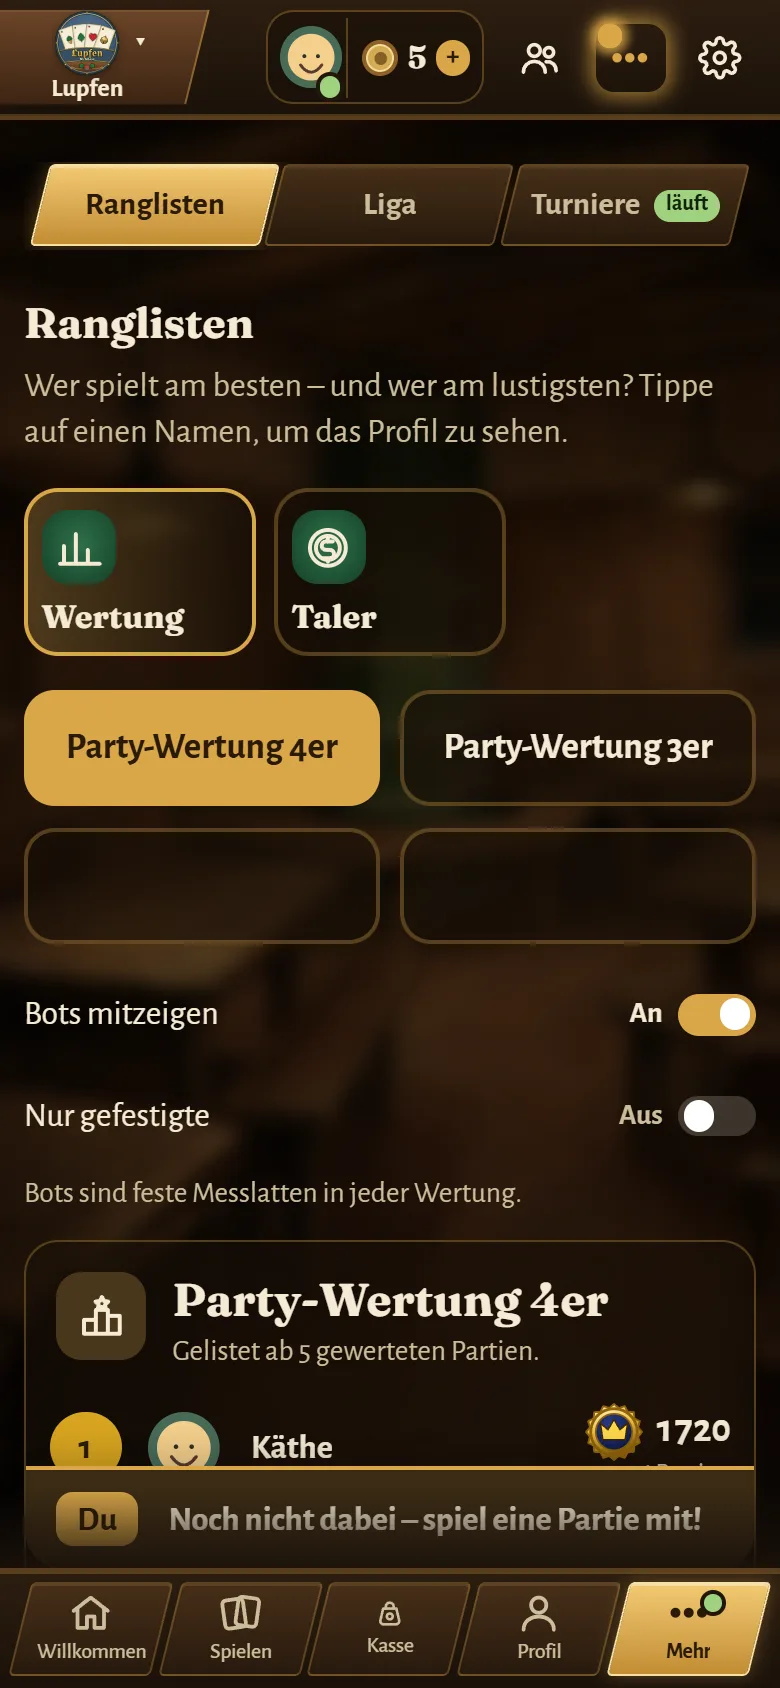 Lupfen
Lupfen
5
Ranglisten
Liga
Turniere
läuft
Ranglisten
Wer spielt am besten – und wer am lustigsten? Tippe
auf einen Namen, um das Profil zu sehen.
Wertung
Taler
Party-Wertung 4er
Party-Wertung 3er
Bots mitzeigen
An
Nur gefestigte
Aus
Bots sind feste Messlatten in jeder Wertung.
Party-Wertung 4er
Gelistet ab 5 gewerteten Partien.
1
Käthe
1720
Du
Noch nicht dabei – spiel eine Partie mit!
Willkommen
Spielen
Kasse
Profil
Mehr